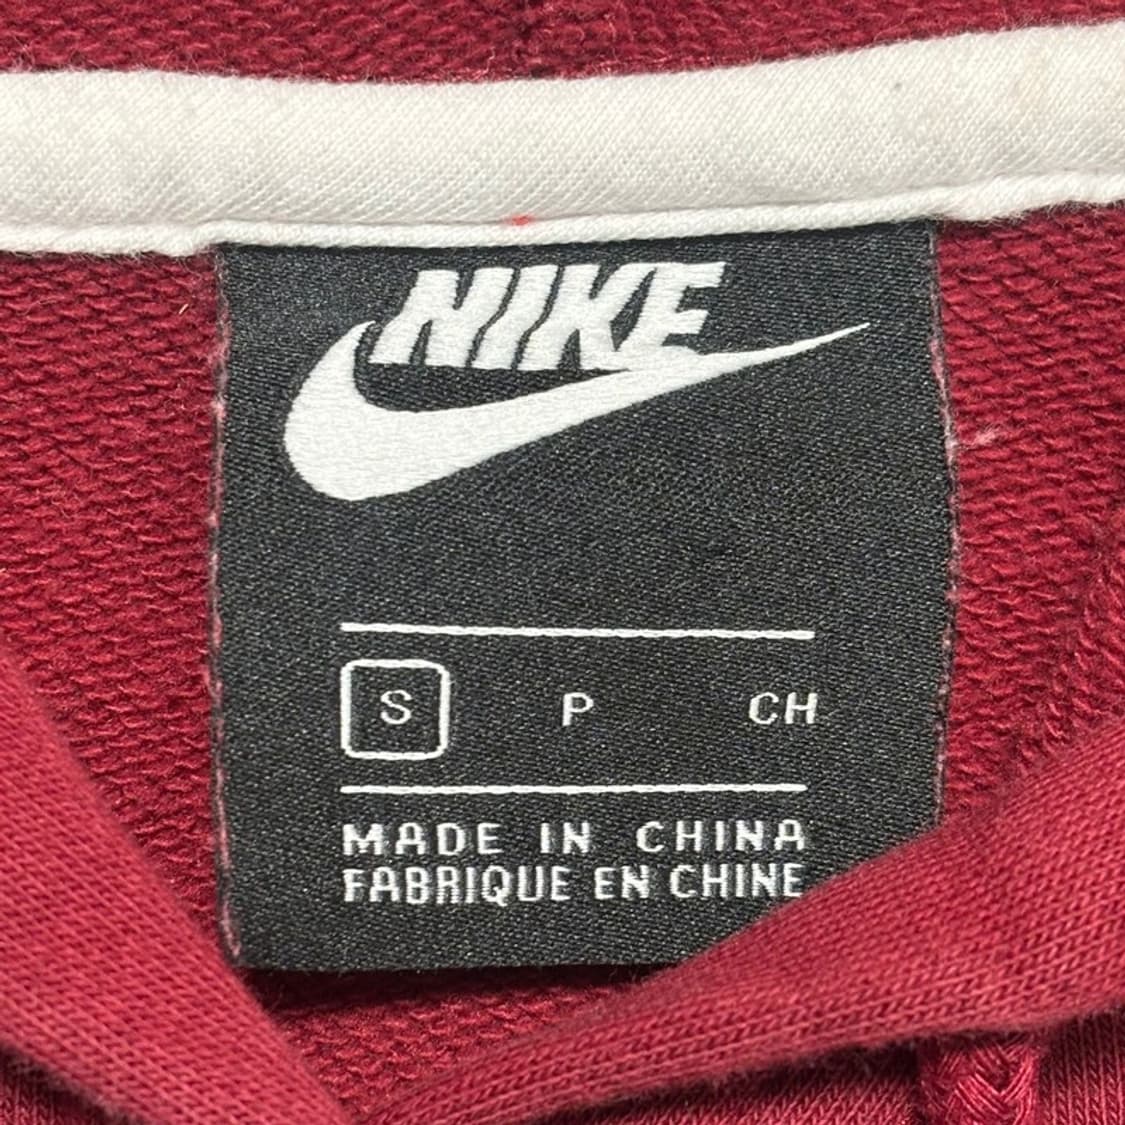 NIKE
S P CH
MADE IN CHINA
FABRIQUE EN CHINE